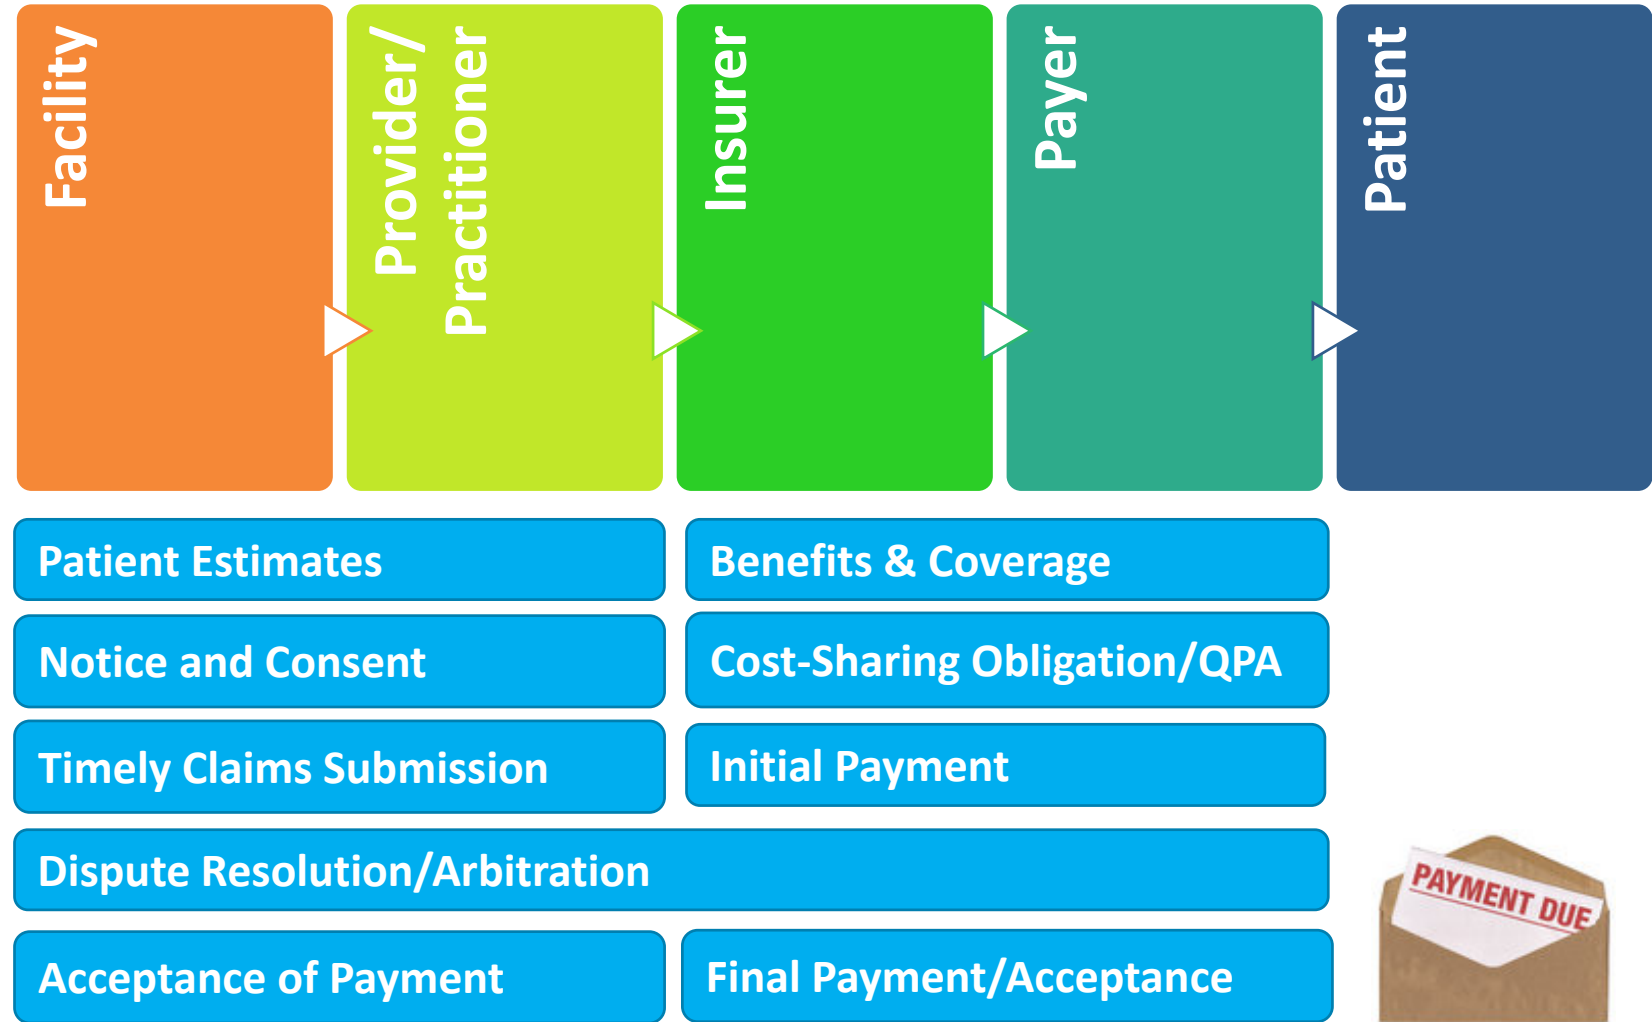 Facility
Provider/
Practitioner
Insurer
Payer
Patient
Patient Estimates
Benefits & Coverage
Notice and Consent
Cost-Sharing Obligation/QPA
Timely Claims Submission
Initial Payment
Dispute Resolution/Arbitration
Acceptance of Payment
Final Payment/Acceptance
PAYMENT DUE